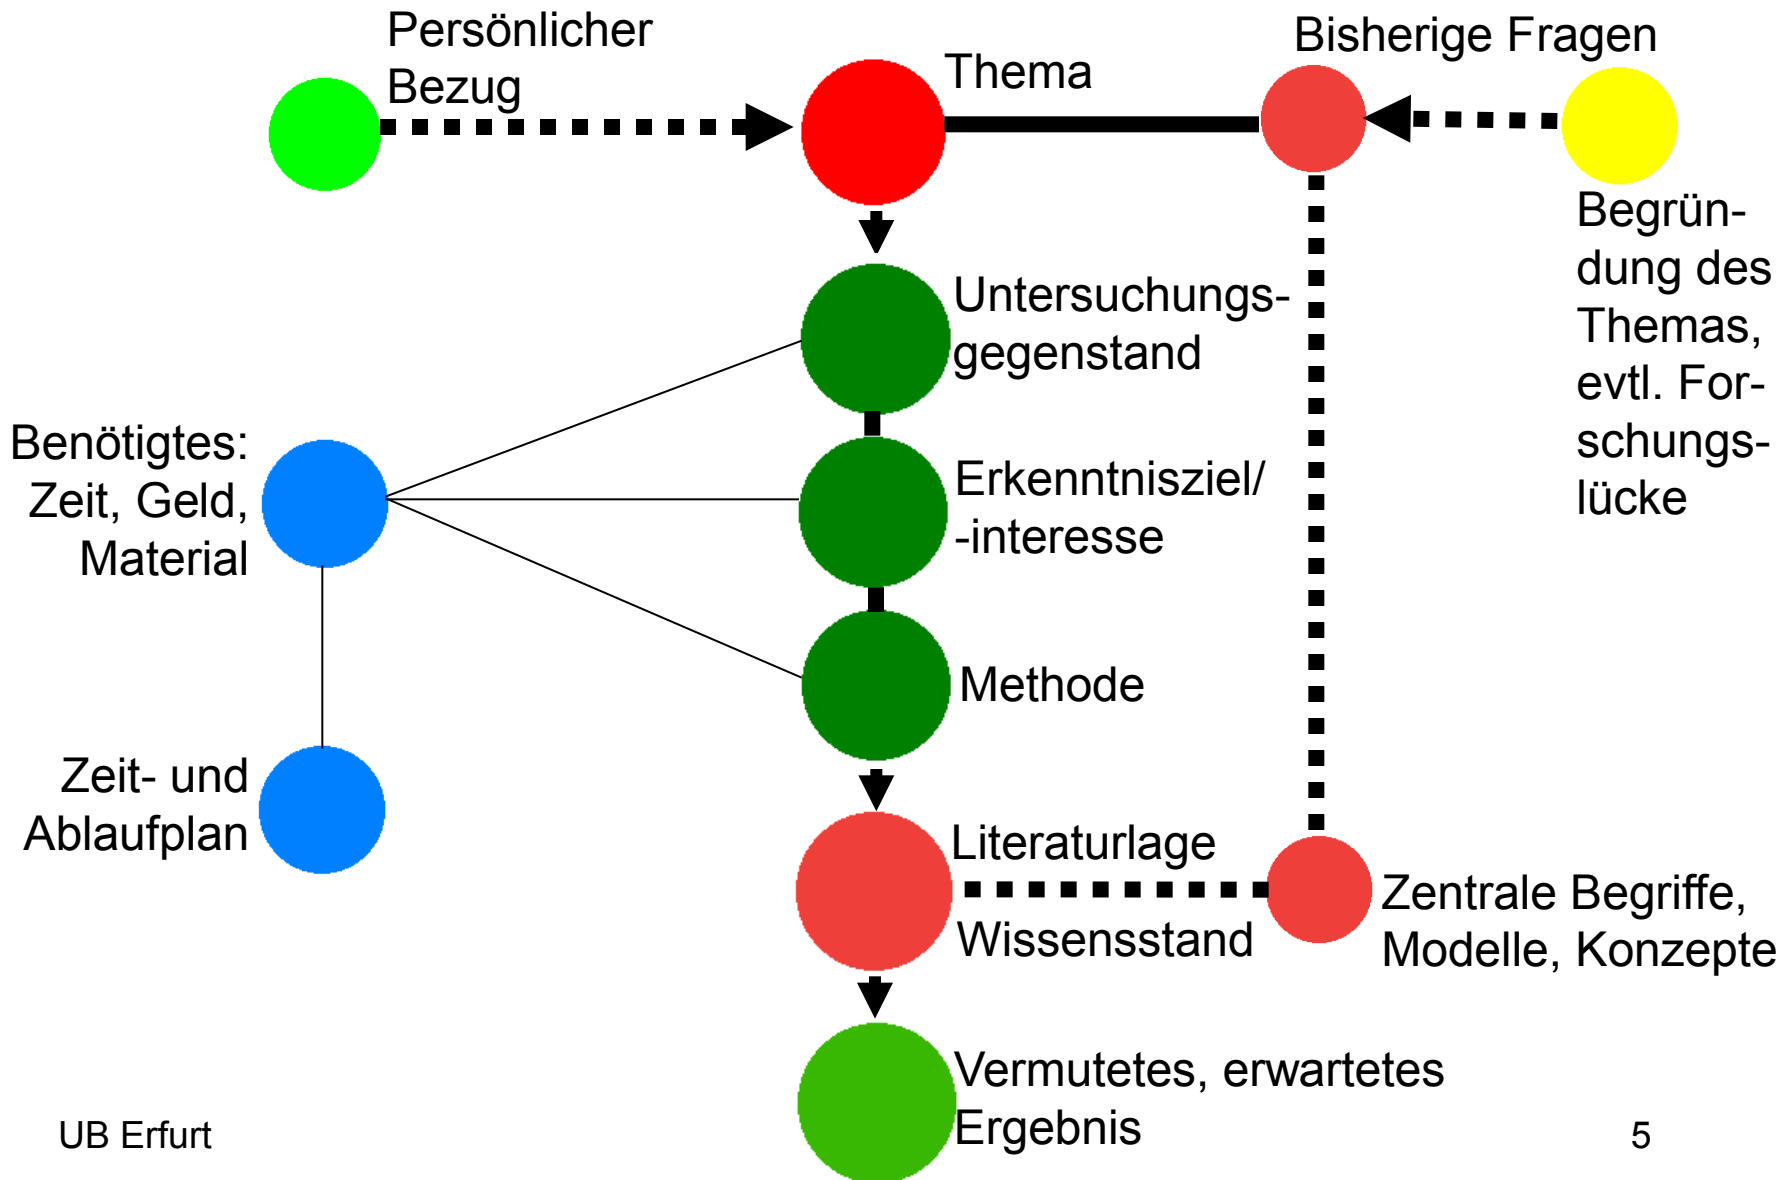 Persönlicher
Bezug
Thema
Bisherige Fragen
Begrün-
dung des
Themas,
evtl. For-
schungs-
lücke
Untersuchungs-
gegenstand
Benötigtes:
Zeit, Geld,
Material
Erkenntnisziel/
-interesse
Methode
Zeit- und
Ablaufplan
Literaturlage
Wissensstand
Zentrale Begriffe,
Modelle, Konzepte
Vermutetes, erwartetes
Ergebnis
UB Erfurt
5